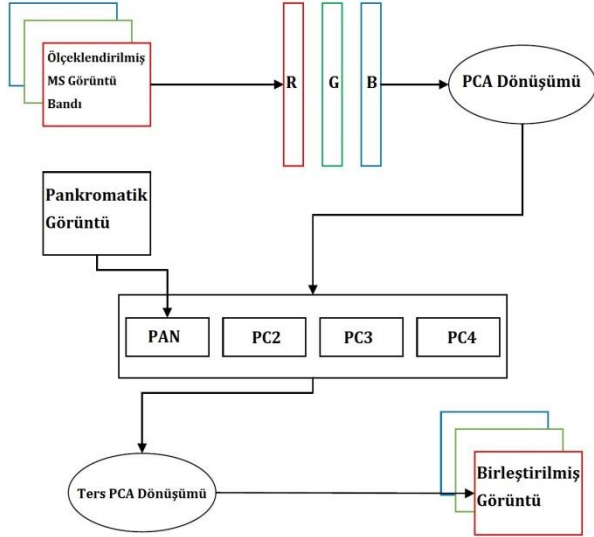 Ölçeklendirilmiş
MS Görüntü
Bandı
R
G
B
PCA Dönüşümü
Pankromatik
Görüntü
PAN
PC2
PC3
PC4
Ters PCA Dönüşümü
Birleştirilmiş
Görüntü